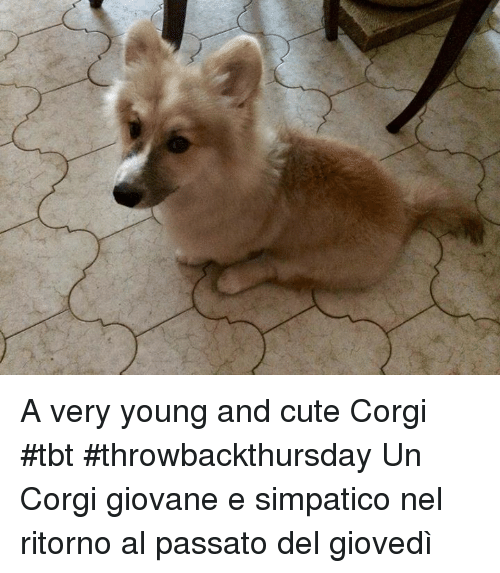 A very young and cute Corgi
#tbt #throwbackthursday Un
Corgi giovane e simpatico nel
ritorno al passato del giovedì